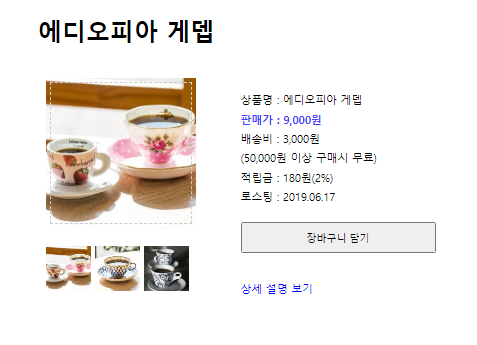 에디오피아 게뎁
상품명 : 에디오피아 게뎁
판매가 : 9,000원
배송비 : 3,000원
(50,000원 이상 구매시 무료)
적립금 : 180원(2%)
로스팅 : 2019.06.17
장바구니 담기
상세 설명 보기